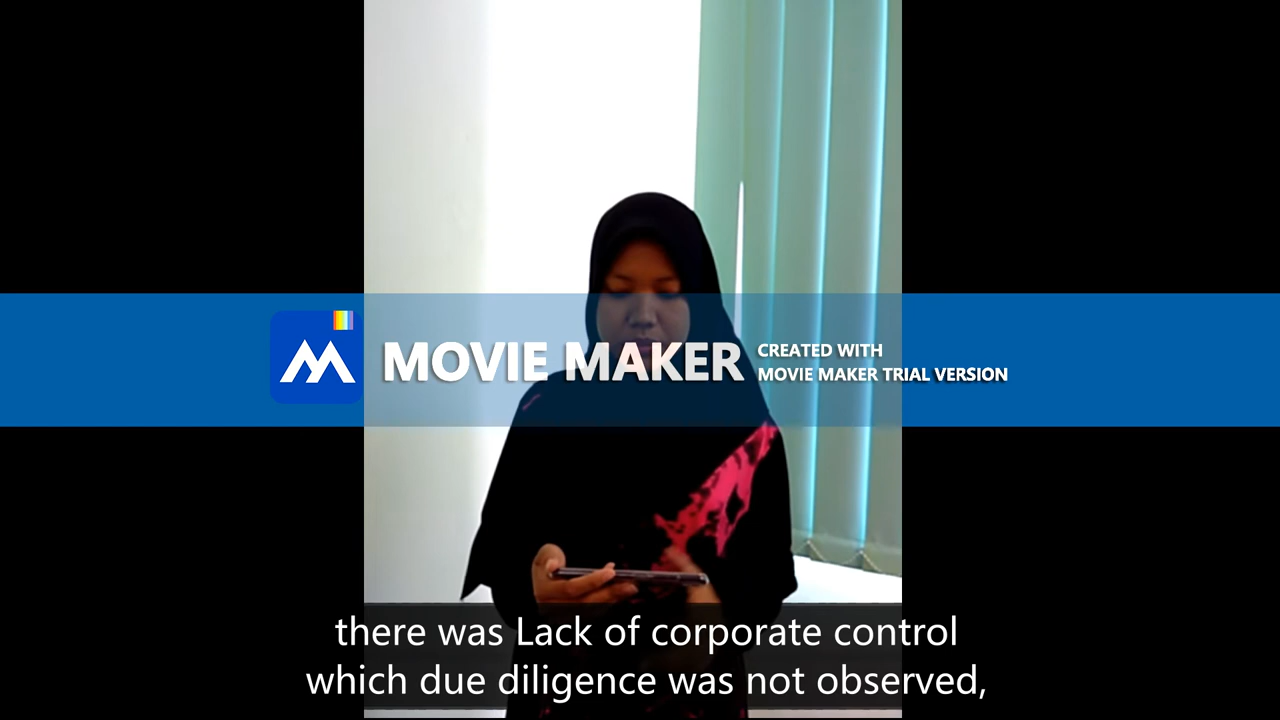 MOVIE MAKER
CREATED WITH
MOVIE MAKER TRIAL VERSION
there was Lack of corporate control
which due diligence was not observed,